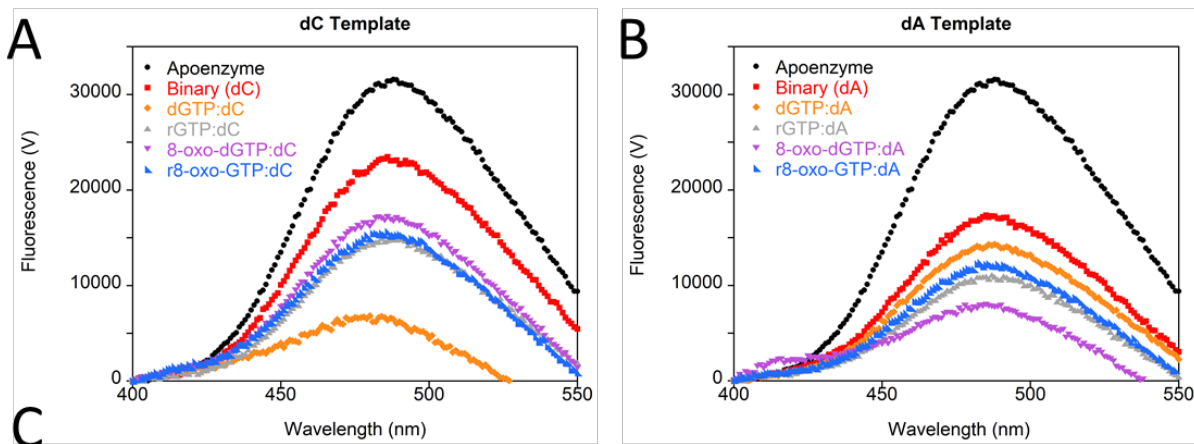 A
dC Template
Fluorescence (V)
30000
20000
10000
0
Apoenzyme
Binary (dC)
dGTP:dC
rGTP:dC
8-oxo-dGTP:dC
r8-oxo-GTP:dC
400
450
500
550
Wavelength (nm)
B
dA Template
Fluorescence (V)
30000
20000
10000
0
Apoenzyme
Binary (dA)
dGTP:dA
rGTP:dA
8-oxo-dGTP:dA
r8-oxo-GTP:dA
400
450
500
550
Wavelength (nm)
C